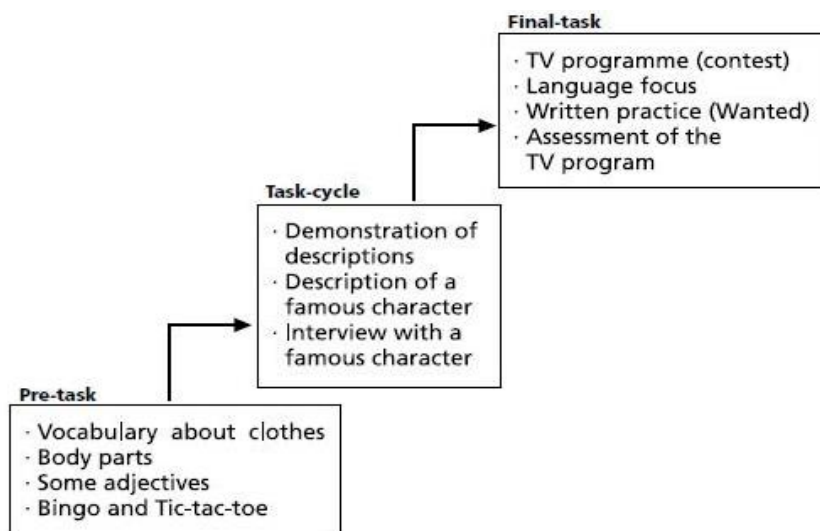 Final-task
· TV programme (contest)
· Language focus
· Written practice (Wanted)
· Assessment of the
TV program
Task-cycle
· Demonstration of
descriptions
· Description of a
famous character
· Interview with a
famous character
Pre-task
· Vocabulary about clothes
· Body parts
· Some adjectives
· Bingo and Tic-tac-toe